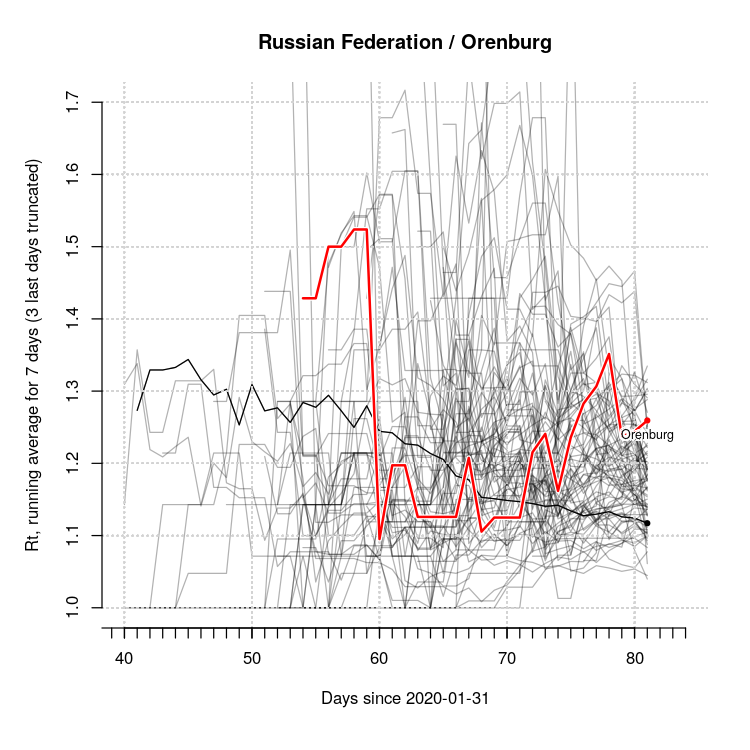 Russian Federation / Orenburg
Rt, running average for 7 days (3 last days truncated)
1.7
1.6
1.5
1.4
1.3
1.2
1.1
1.0
Orenburg
40 50 60 70 80
Days since 2020-01-31